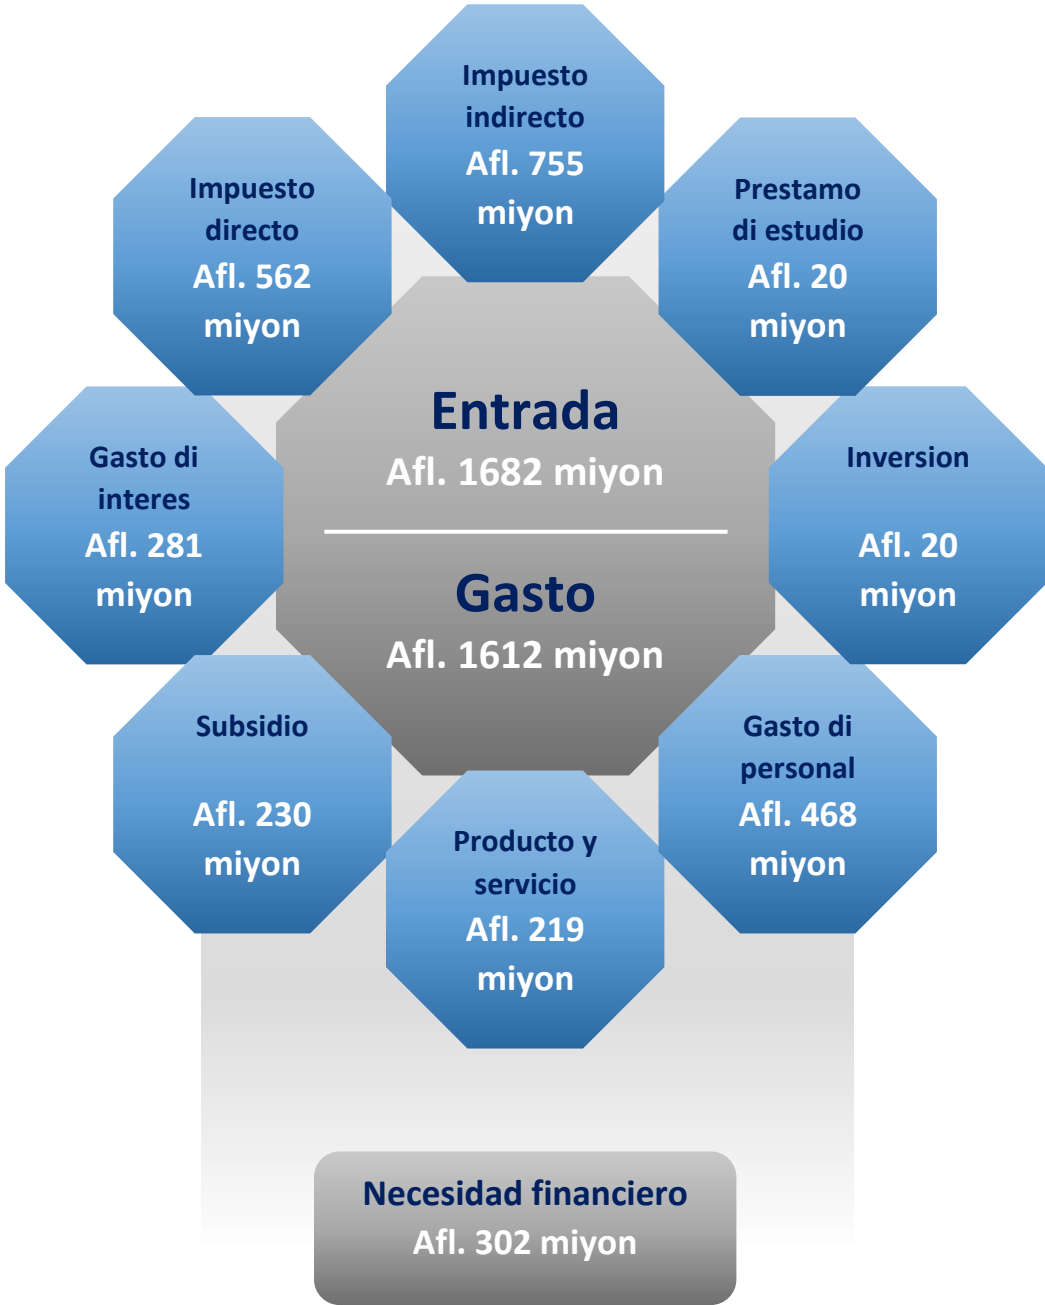 Impuesto
indirecto
Afl. 755
miyon
Impuesto
directo
Afl. 562
miyon
Prestamo
di estudio
Afl. 20
miyon
Entrada
Afl. 1682 miyon
Gasto
Afl. 1612 miyon
Gasto di
interes
Afl. 281
miyon
Inversion
Afl. 20
miyon
Subsidio
Afl. 230
miyon
Gasto di
personal
Afl. 468
miyon
Producto y
servicio
Afl. 219
miyon
Necesidad financiero
Afl. 302 miyon